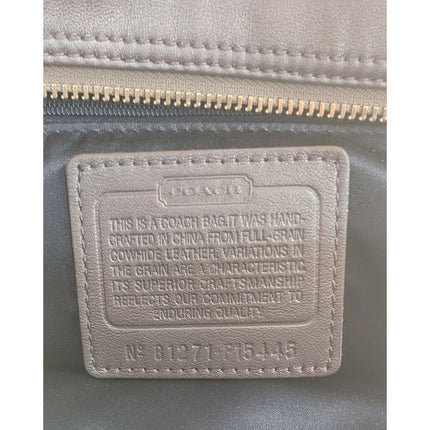 COACH
THIS IS A COACH BAG.IT WAS HAND-
CRAFTED IN CHINA FROM FULL-GRAIN
COWHIDE LEATHER. VARIATIONS IN
THE GRAIN ARE A CHARACTERISTIC
ITS SUPERIOR CRAFTSMANSHIP
REFLECTS OUR COMMITMENT TO
ENDURING QUALITY.
Nº B1271 F15445